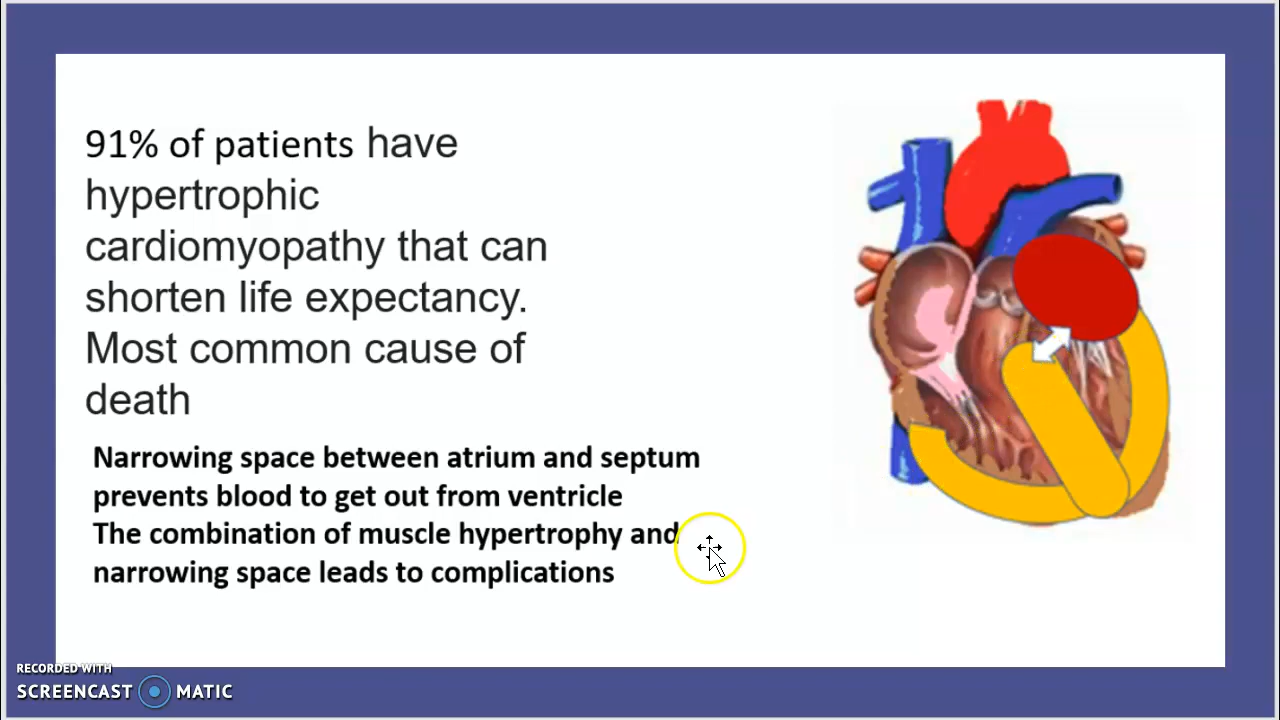 91% of patients have
hypertrophic
cardiomyopathy that can
shorten life expectancy.
Most common cause of
death
Narrowing space between atrium and septum
prevents blood to get out from ventricle
The combination of muscle hypertrophy and
narrowing space leads to complications
RECORDED WITH
SCREENCAST MATIC